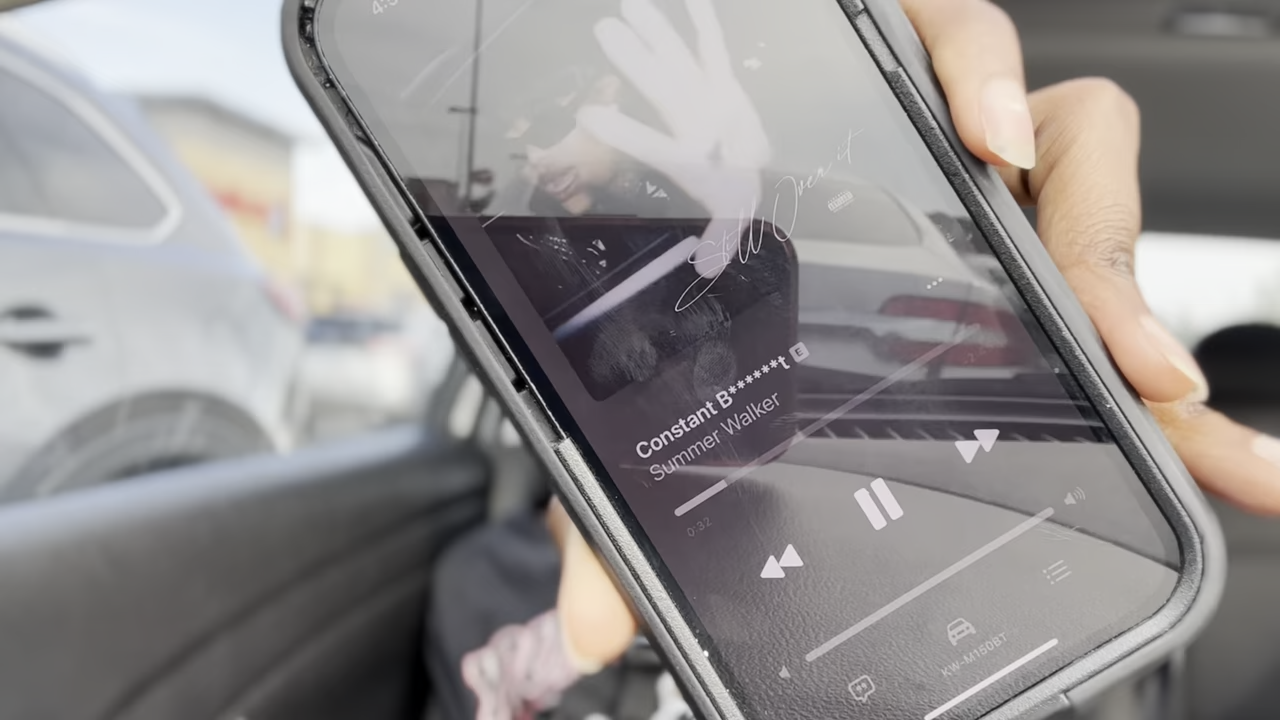 Still Over it
Constant B******t E
Summer Walker
0:32
KW-M150BT